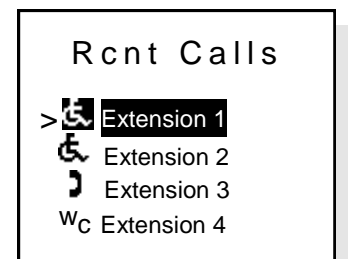 Rcnt Calls
> Extension 1
Extension 2
Extension 3
Wc Extension 4